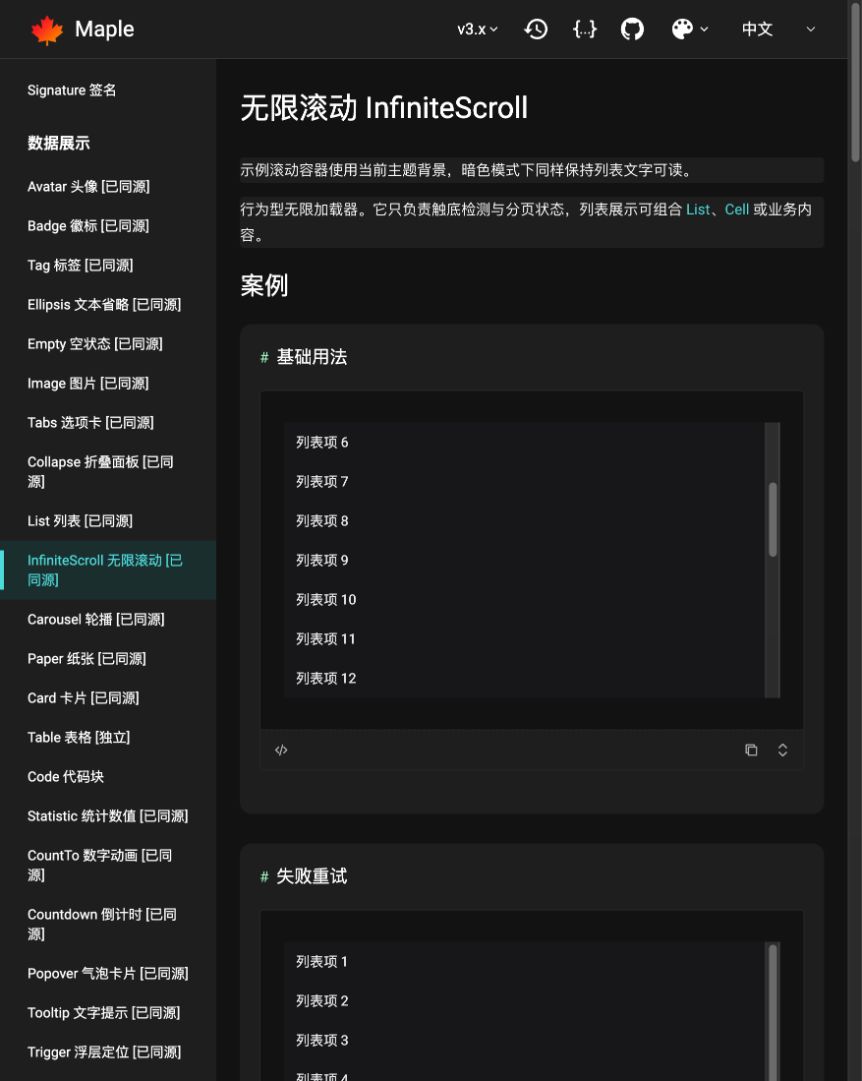 Maple
v3.x
{...}
中文
Signature 签名
数据展示
Avatar 头像 [已同源]
Badge 徽标 [已同源]
Tag 标签 [已同源]
Ellipsis 文本省略 [已同源]
Empty 空状态 [已同源]
Image 图片 [已同源]
Tabs 选项卡 [已同源]
Collapse 折叠面板 [已同
源]
List 列表 [已同源]
InfiniteScroll 无限滚动 [已
同源]
Carousel 轮播 [已同源]
Paper 纸张 [已同源]
Card 卡片 [已同源]
Table 表格 [独立]
Code 代码块
Statistic 统计数值 [已同源]
CountTo 数字动画 [已同
源]
Countdown 倒计时 [已同
源]
Popover 气泡卡片 [已同源]
Tooltip 文字提示 [已同源]
Trigger 浮层定位 [已同源]
无限滚动 InfiniteScroll
示例滚动容器使用当前主题背景，暗色模式下同样保持列表文字可读。
行为型无限加载器。它只负责触底检测与分页状态，列表展示可组合 List、Cell 或业务内
容。
案例
# 基础用法
列表项 6
列表项 7
列表项 8
列表项 9
列表项 10
列表项 11
列表项 12
# 失败重试
列表项 1
列表项 2
列表项 3
列表项 4